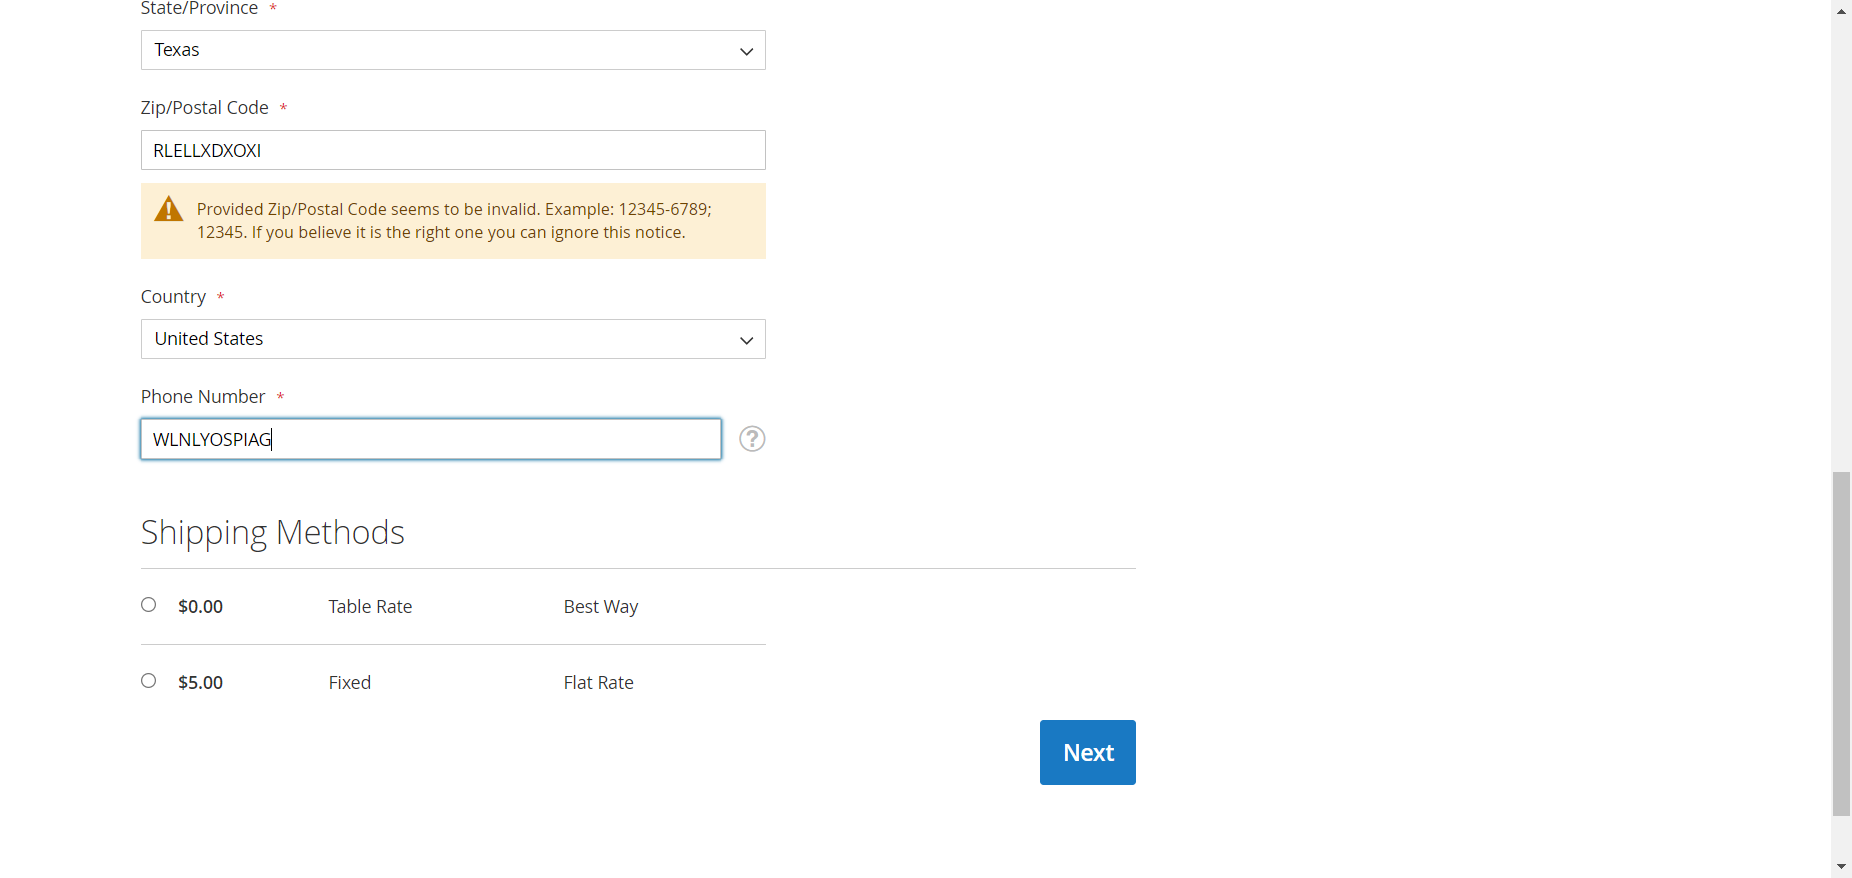 State/Province *
Texas
Zip/Postal Code *
RLELLXDXOXI
Provided Zip/Postal Code seems to be invalid. Example: 12345-6789;
12345. If you believe it is the right one you can ignore this notice.
Country *
United States
Phone Number *
WLNLYOSPIAG
?
Shipping Methods
$0.00 Table Rate Best Way
$5.00 Fixed Flat Rate
Next